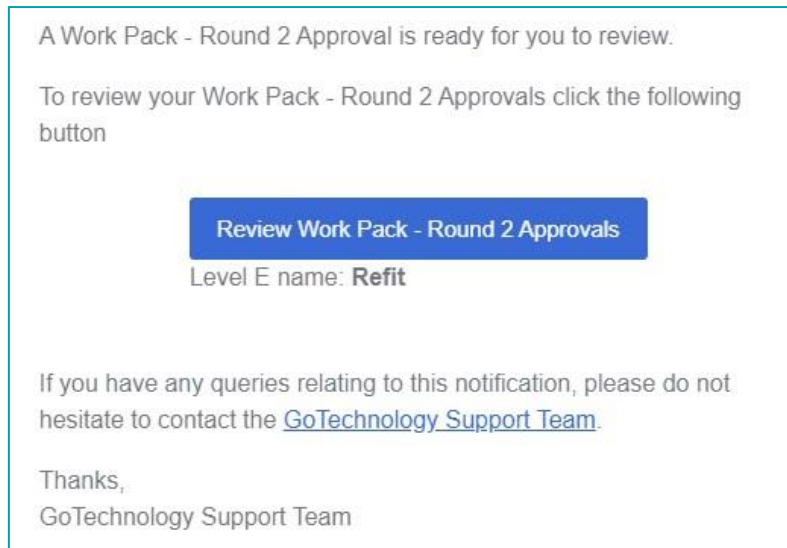 A Work Pack - Round 2 Approval is ready for you to review.
To review your Work Pack - Round 2 Approvals click the following
button
Review Work Pack - Round 2 Approvals
Level E name: Refit
If you have any queries relating to this notification, please do not
hesitate to contact the GoTechnology Support Team.
Thanks,
GoTechnology Support Team